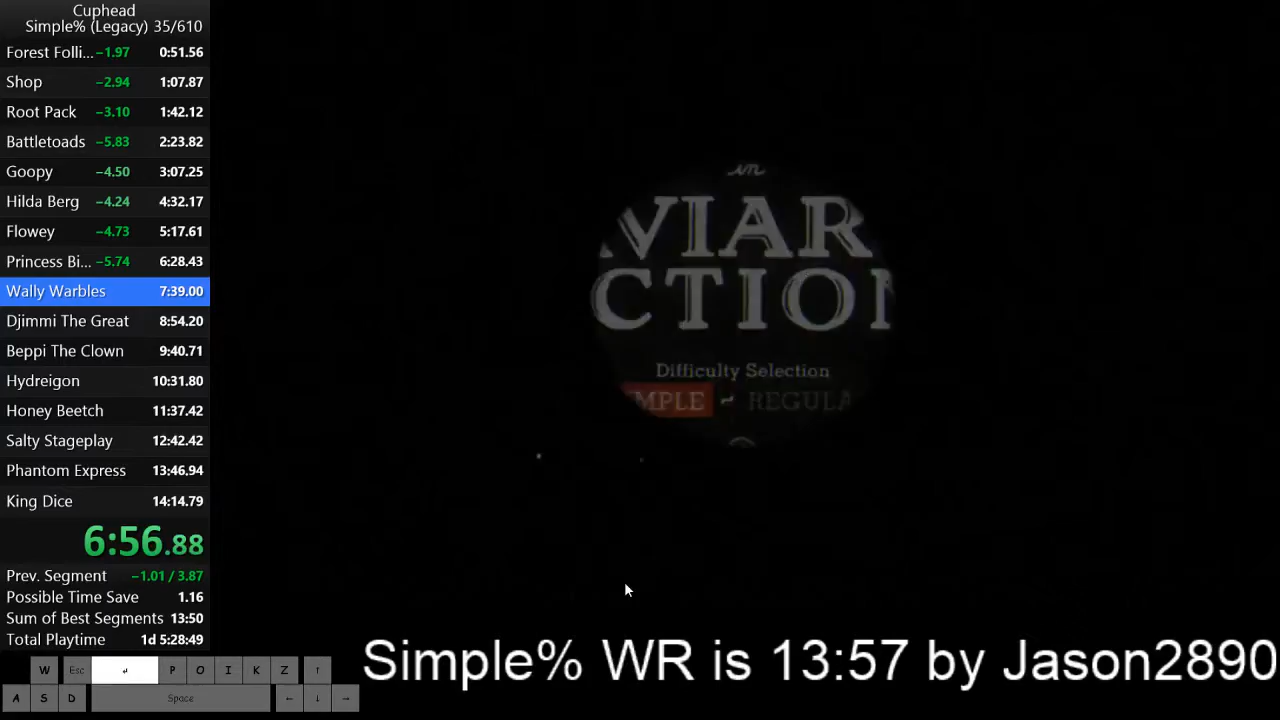 Cuphead
Simple% (Legacy) 35/610
Forest Folli... −1.97 0:51.56
Shop −2.94 1:07.87
Root Pack −3.10 1:42.12
Battletoads −5.83 2:23.82
Goopy −4.50 3:07.25
Hilda Berg −4.24 4:32.17
Flowey −4.73 5:17.61
Princess Bi... −5.74 6:28.43
Wally Warbles 7:39.00
Djimmi The Great 8:54.20
Beppi The Clown 9:40.71
Hydreigon 10:31.80
Honey Beetch 11:37.42
Salty Stageplay 12:42.42
Phantom Express 13:46.94
King Dice 14:14.79
6:56.88
Prev. Segment −1.01 / 3.87
Possible Time Save 1.16
Sum of Best Segments 13:50
Total Playtime 1d 5:28:49
W Esc ↵ P O I K Z ↑
A S D Space ← ↓ →
in
AVIAR
CTION
Difficulty Selection
MPLE ~ REGULA
Simple% WR is 13:57 by Jason2890